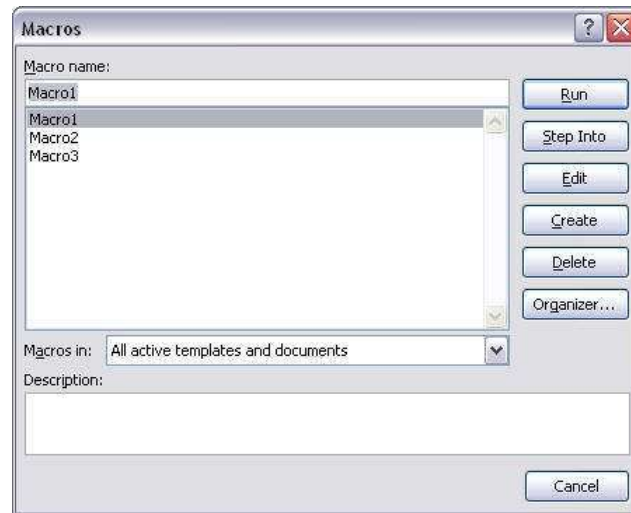 Macros
Macro name:
Macro1
Run
Macro1
Macro2
Macro3
Step Into
Edit
Create
Delete
Organizer...
Macros in: All active templates and documents
Description:
Cancel